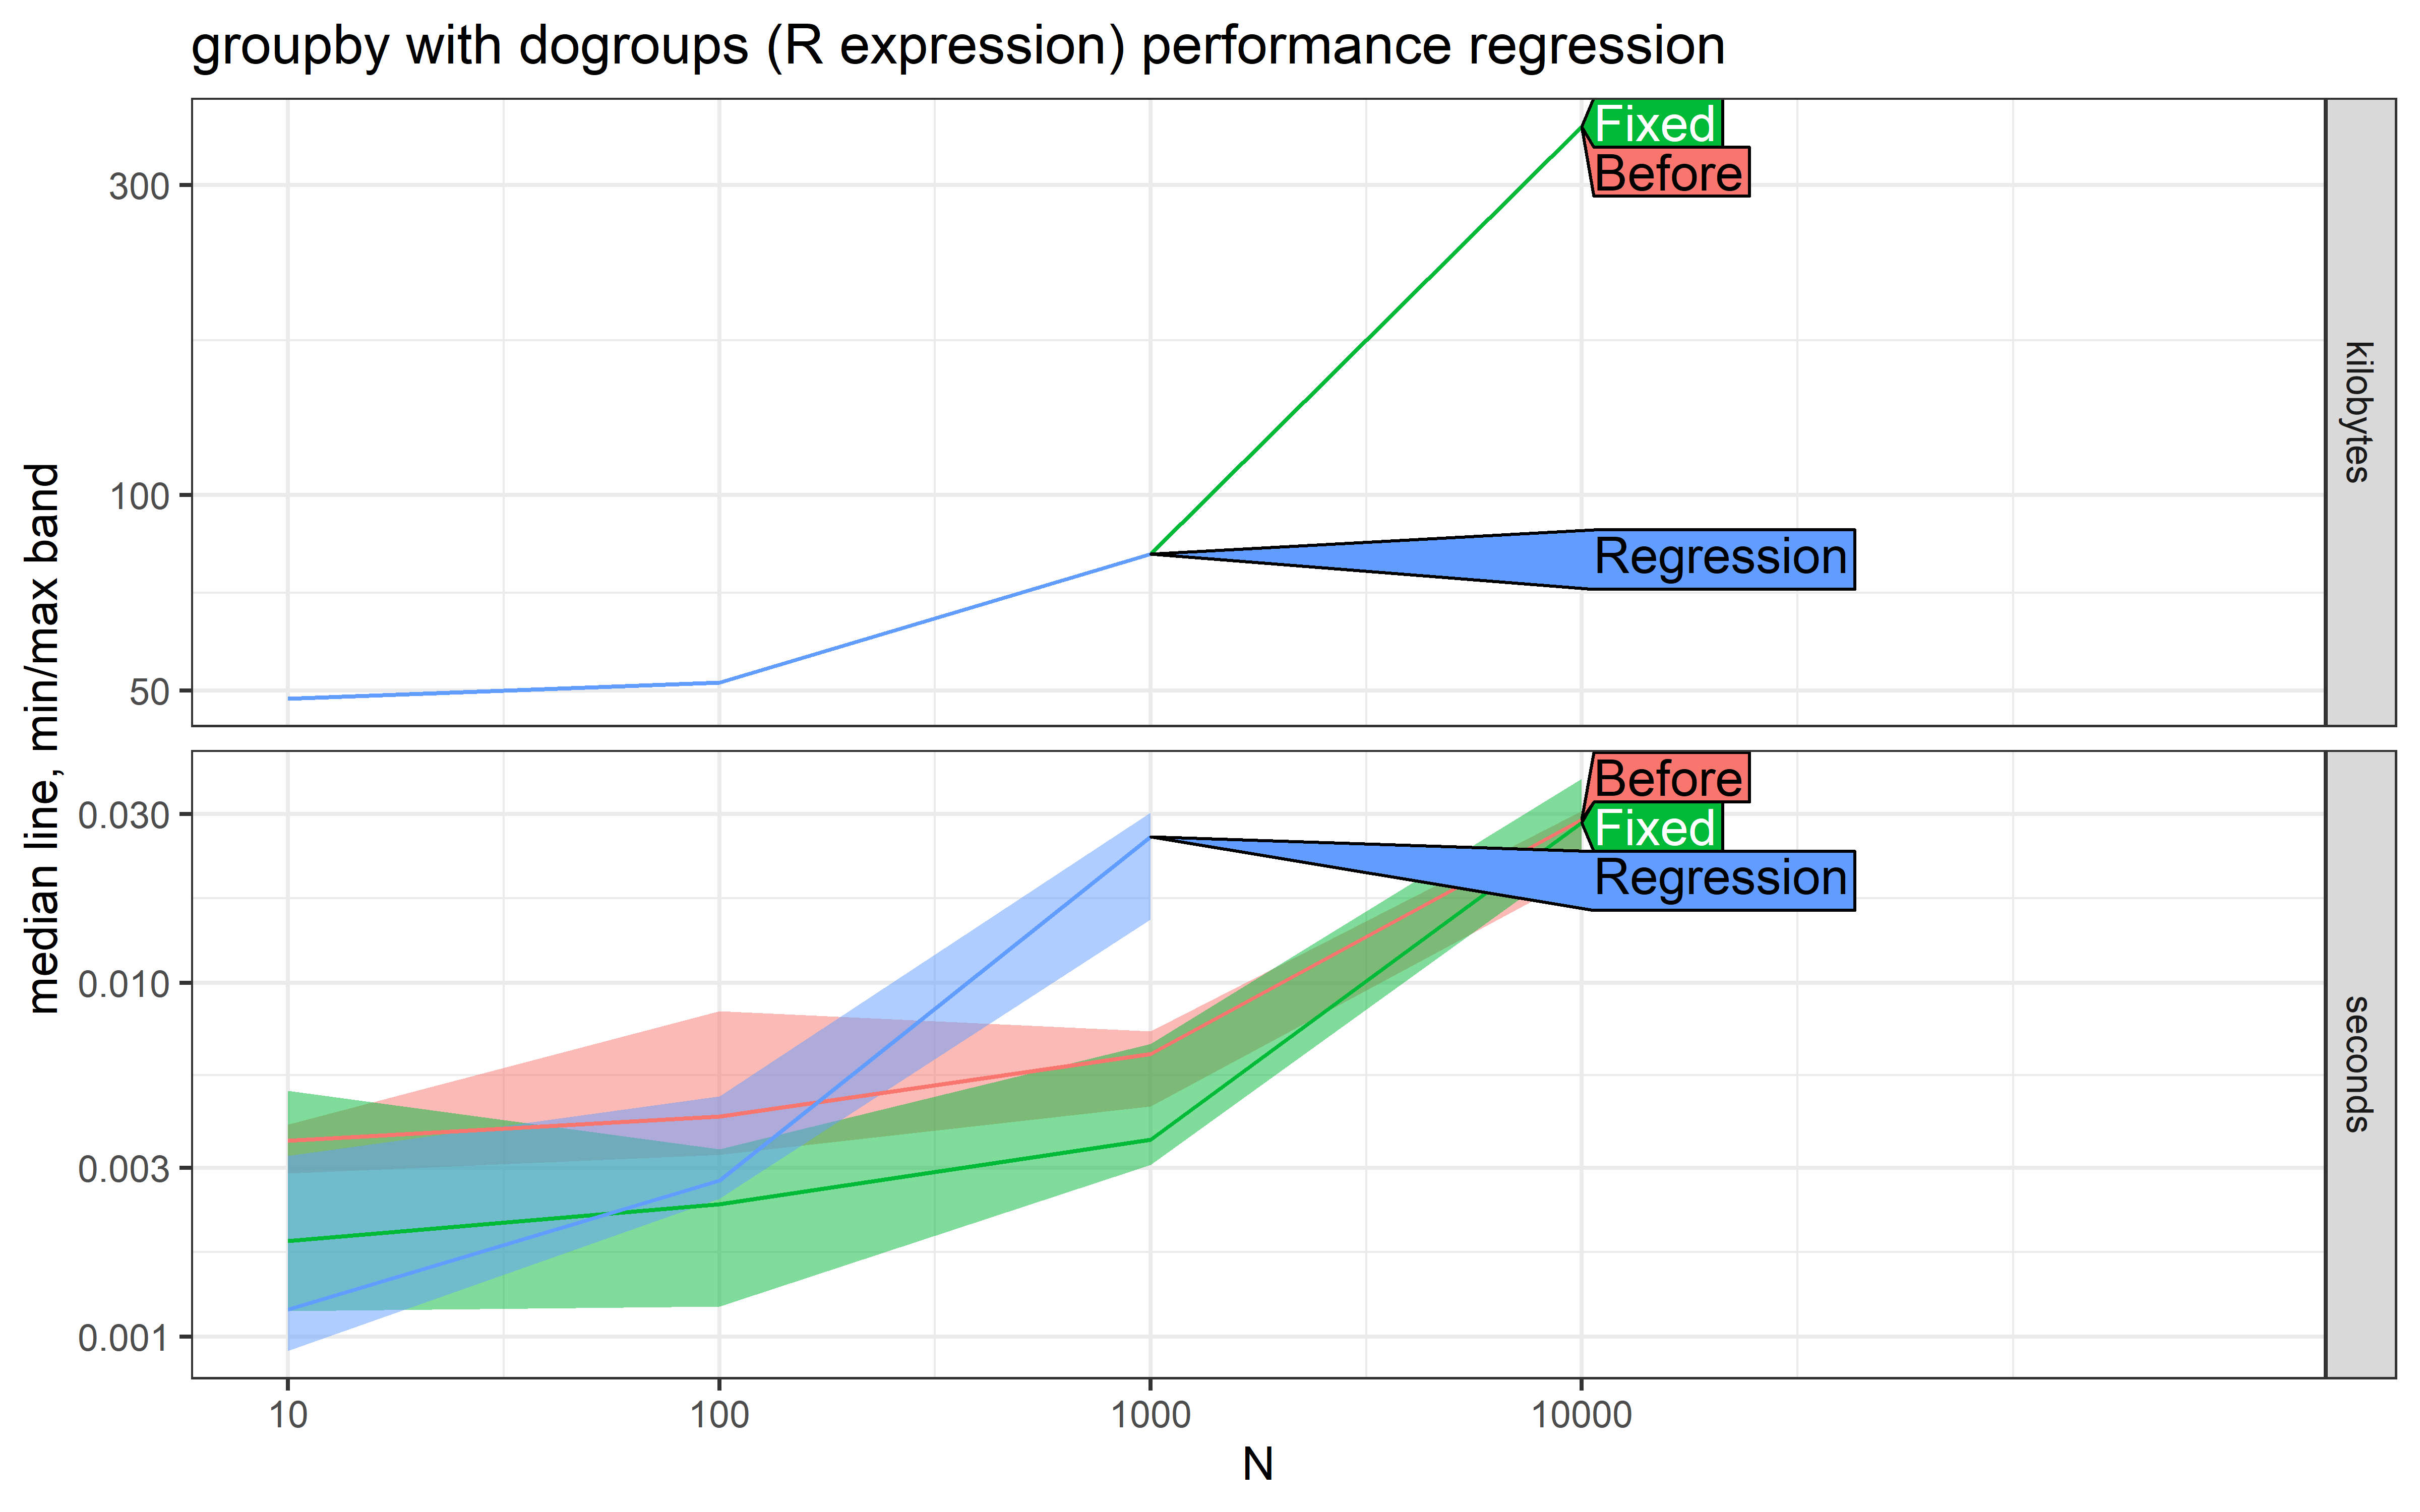 groupby with dogroups (R expression) performance regression
median line, min/max band
300
100
50
Fixed
Before
Regression
kilobytes
0.030
0.010
0.003
0.001
Before
Fixed
Regression
seconds
10
100
1000
10000
N